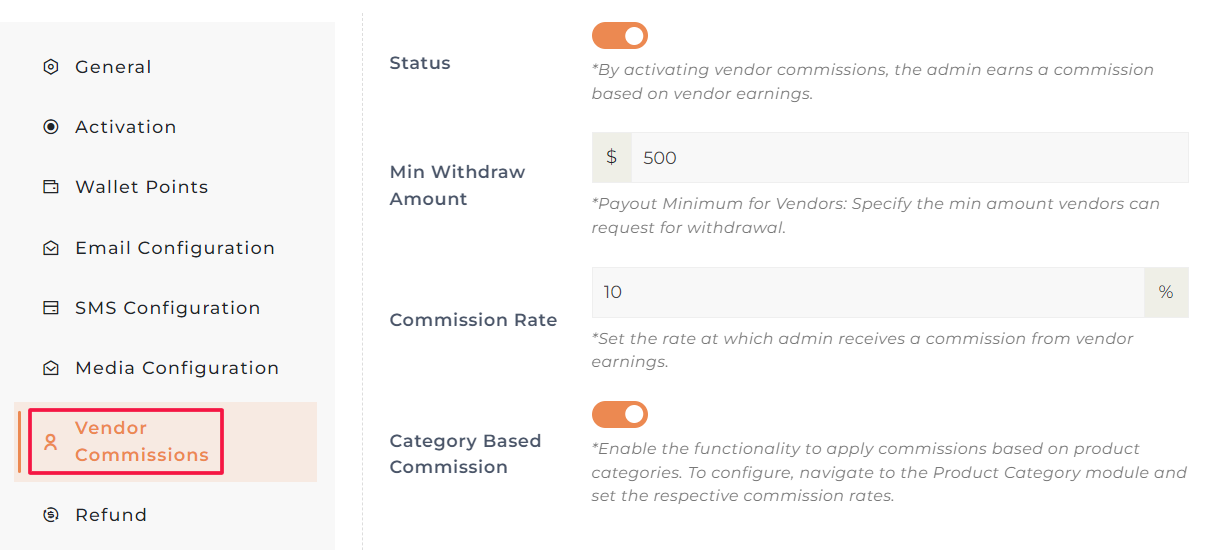 General
Activation
Wallet Points
Email Configuration
SMS Configuration
Media Configuration
Vendor
Commissions
Refund
Status
*By activating vendor commissions, the admin earns a commission
based on vendor earnings.
Min Withdraw
Amount
$ 500
*Payout Minimum for Vendors: Specify the min amount vendors can
request for withdrawal.
Commission Rate
10 %
*Set the rate at which admin receives a commission from vendor
earnings.
Category Based
Commission
*Enable the functionality to apply commissions based on product
categories. To configure, navigate to the Product Category module and
set the respective commission rates.